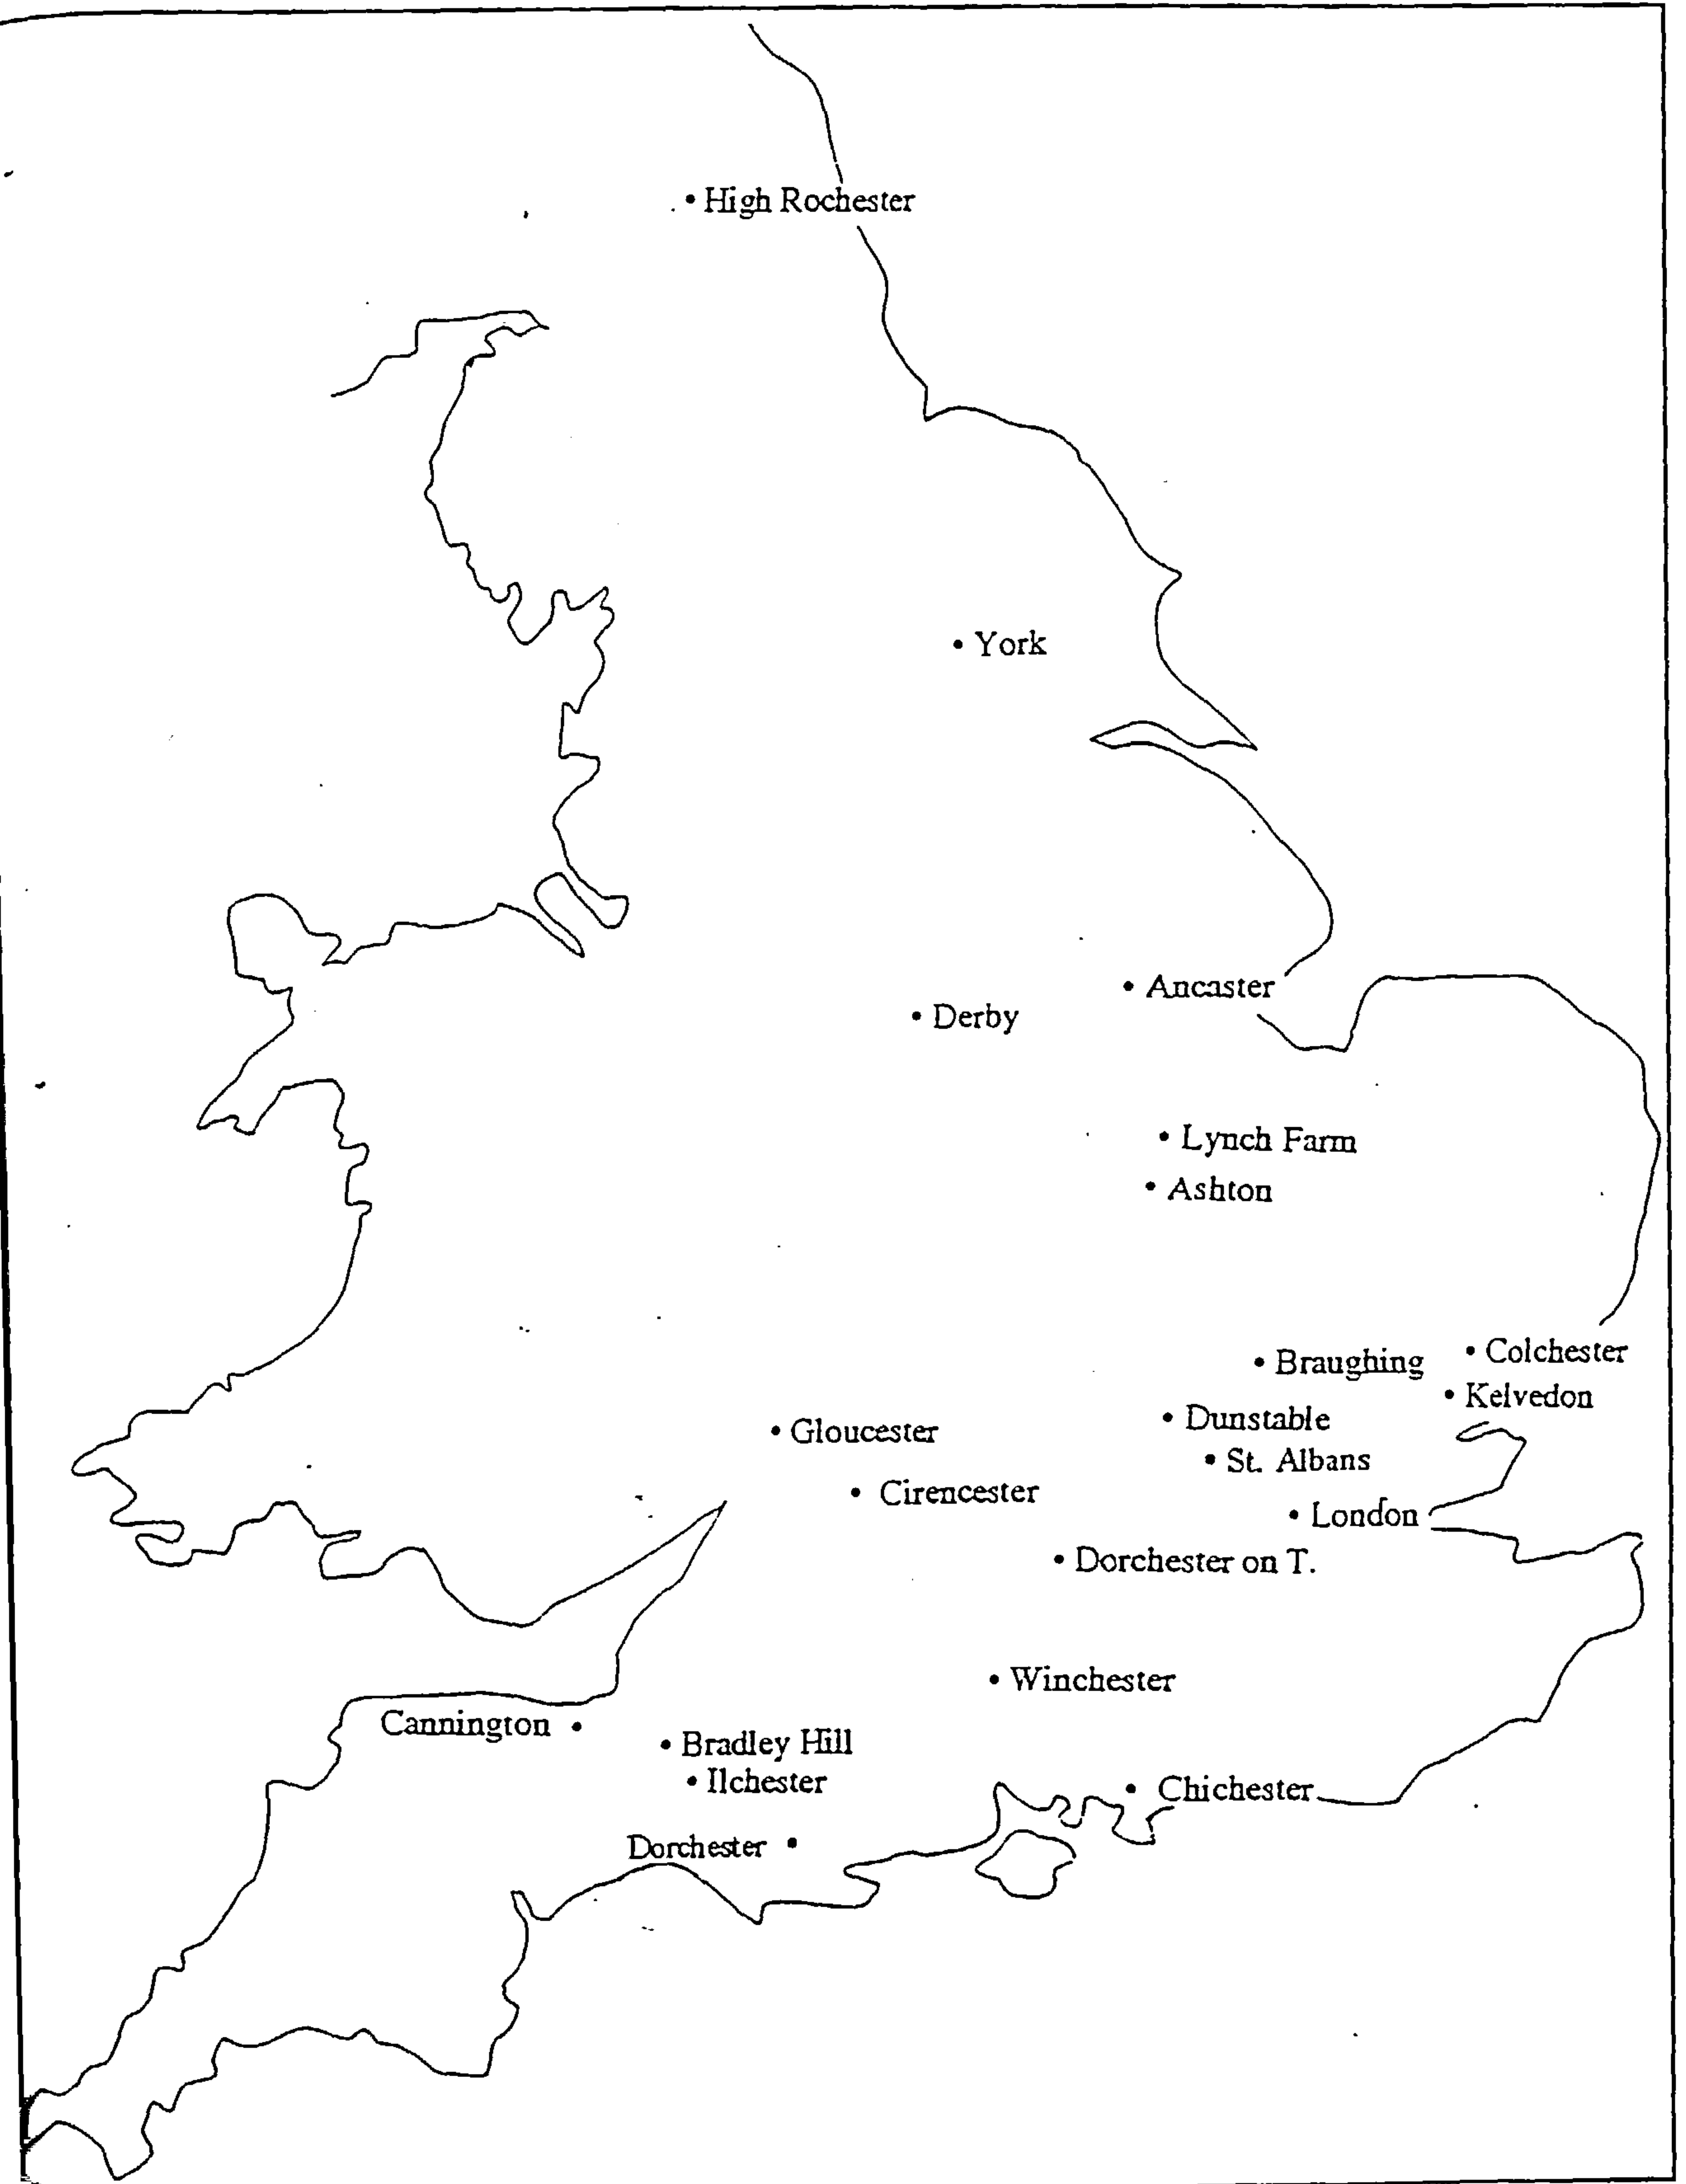 High Rochester
York
Ancaster
Derby
Lynch Farm
Ashton
Colchester
Braughing
Kelvedon
Dunstable
Gloucester
St. Albans
Cirencester
London
Dorchester on T.
Winchester
Cannington
Bradley Hill
Ilchester
Chichester
Dorchester